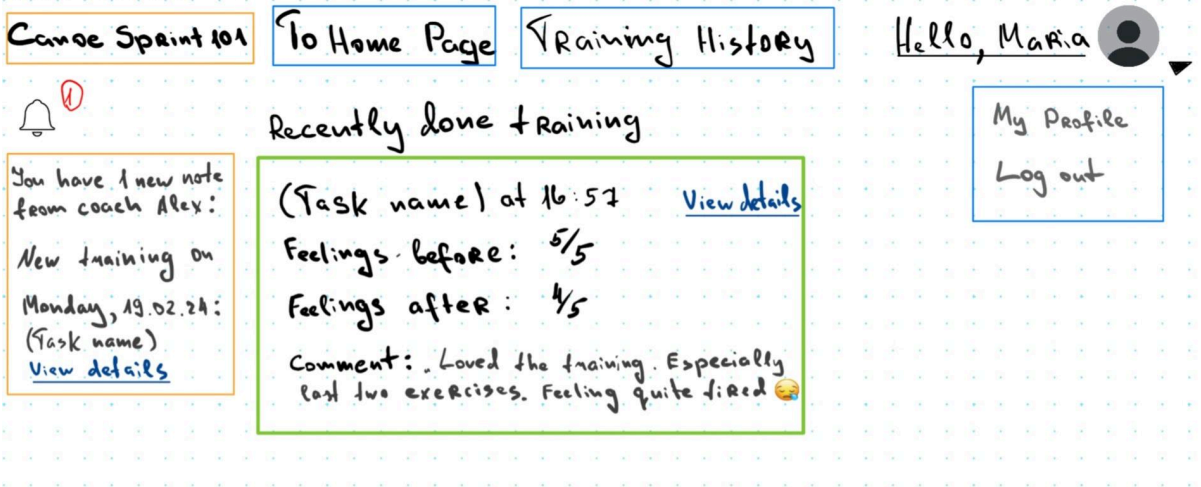 Canoe Sprint 101
To Home Page
Training History
Hello, Maria
1
My Profile
Log out
You have 1 new note
from coach Alex:
New training on
Monday, 19.02.24:
(Task name)
View details
Recently done training
(Task name) at 16:57
View details
Feelings before: 5/5
Feelings after: 4/5
Comment: Loved the training. Especially
last two exercises. Feeling quite tired 😪